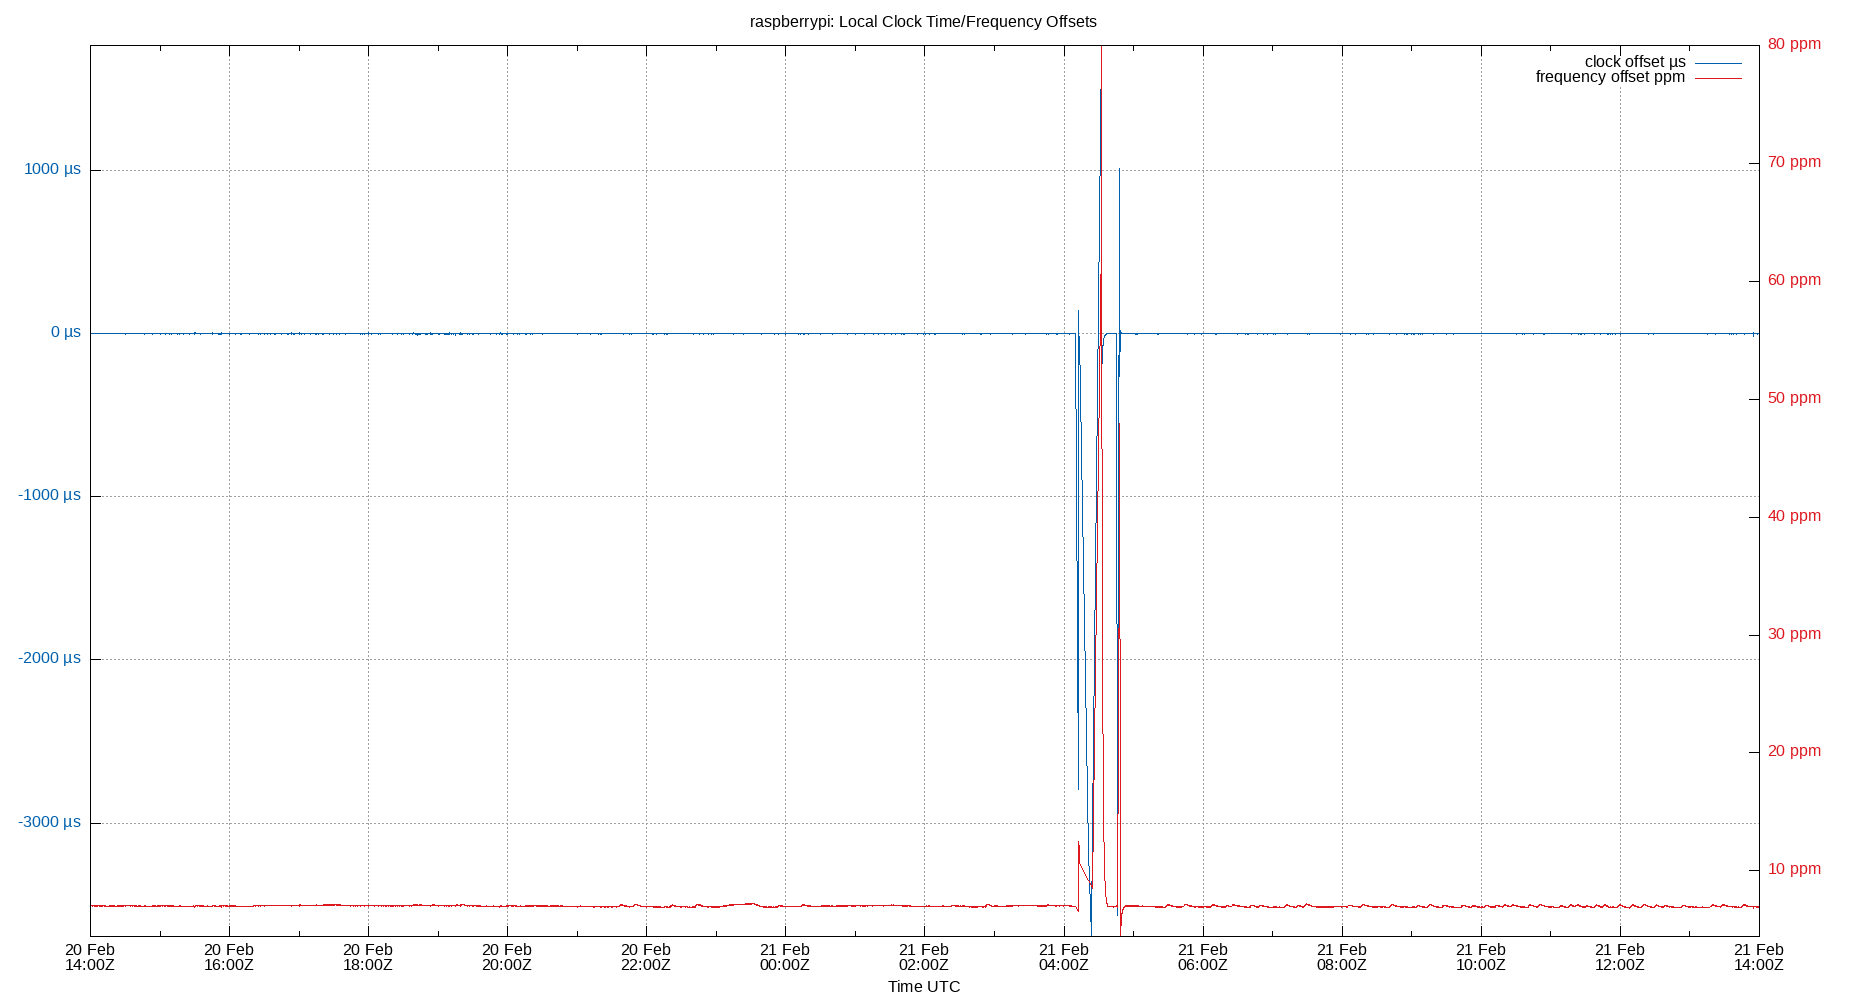 raspberrypi: Local Clock Time/Frequency Offsets
80 ppm
clock offset µs
frequency offset ppm
1000 µs
70 ppm
60 ppm
0 µs
50 ppm
-1000 µs
40 ppm
30 ppm
-2000 µs
20 ppm
-3000 µs
10 ppm
20 Feb 20 Feb 20 Feb 20 Feb 20 Feb 21 Feb 21 Feb 21 Feb 21 Feb 21 Feb 21 Feb 21 Feb 21 Feb
14:00Z 16:00Z 18:00Z 20:00Z 22:00Z 00:00Z 02:00Z 04:00Z 06:00Z 08:00Z 10:00Z 12:00Z 14:00Z
Time UTC